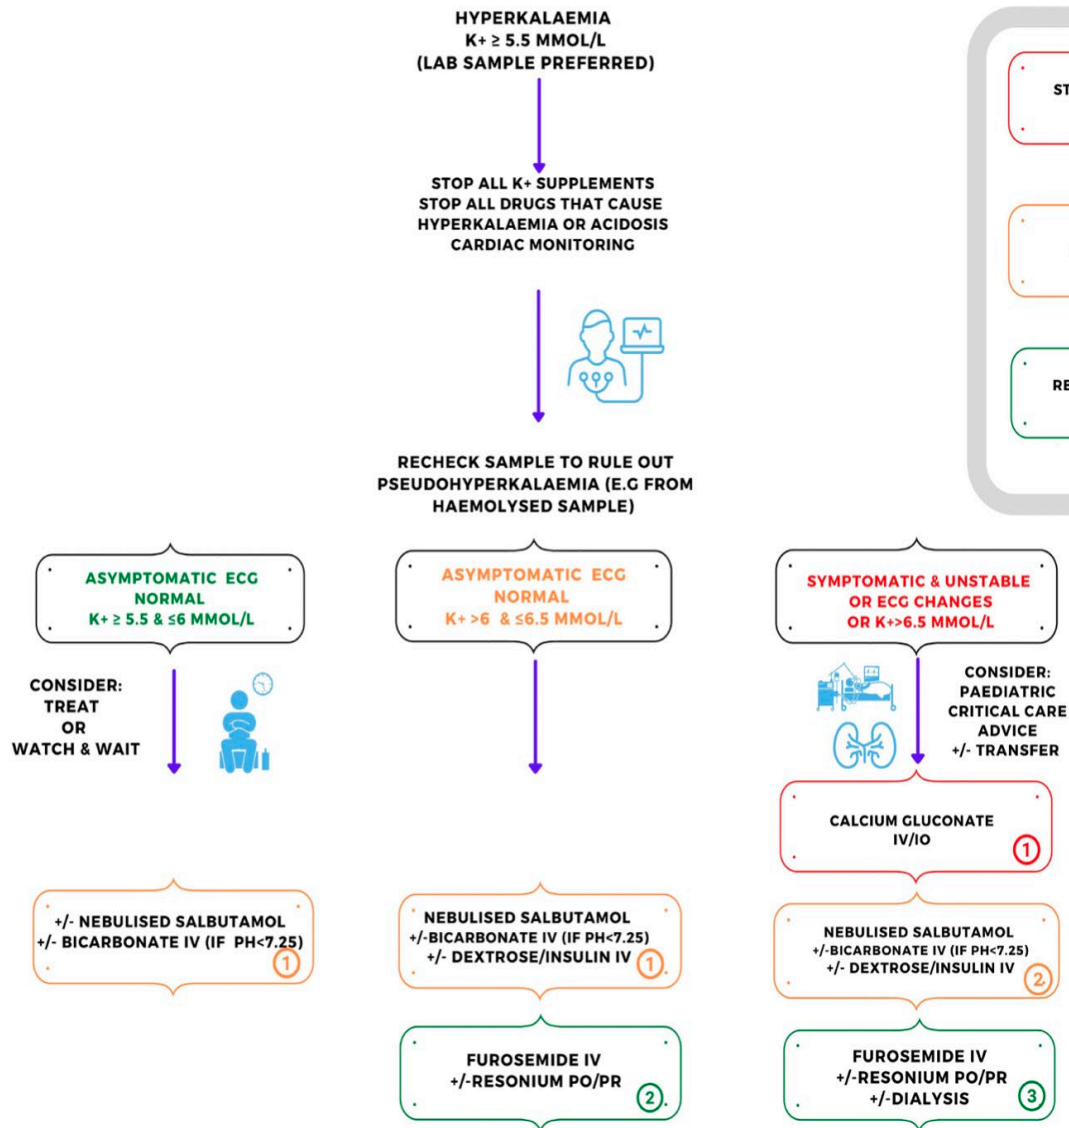 HYPERKALAEMIA
K+ ≥ 5.5 MMOL/L
(LAB SAMPLE PREFERRED)
ST
RE
STOP ALL K+ SUPPLEMENTS
STOP ALL DRUGS THAT CAUSE
HYPERKALAEMIA OR ACIDOSIS
CARDIAC MONITORING
RECHECK SAMPLE TO RULE OUT
PSEUDOHYPERKALAEMIA (E.G FROM
HAEMOLYSED SAMPLE)
ASYMPTOMATIC ECG
NORMAL
K+ ≥ 5.5 & ≤6 MMOL/L
ASYMPTOMATIC ECG
NORMAL
K+ >6 & ≤6.5 MMOL/L
SYMPTOMATIC & UNSTABLE
OR ECG CHANGES
OR K+>6.5 MMOL/L
CONSIDER:
TREAT
OR
WATCH & WAIT
CONSIDER:
PAEDIATRIC
CRITICAL CARE
ADVICE
+/- TRANSFER
CALCIUM GLUCONATE
IV/IO
1
+/- NEBULISED SALBUTAMOL
+/- BICARBONATE IV (IF PH<7.25)
1
NEBULISED SALBUTAMOL
+/-BICARBONATE IV (IF PH<7.25)
+/- DEXTROSE/INSULIN IV
1
NEBULISED SALBUTAMOL
+/-BICARBONATE IV (IF PH<7.25)
+/- DEXTROSE/INSULIN IV
2
FUROSEMIDE IV
+/-RESONIUM PO/PR
2
FUROSEMIDE IV
+/-RESONIUM PO/PR
+/-DIALYSIS
3